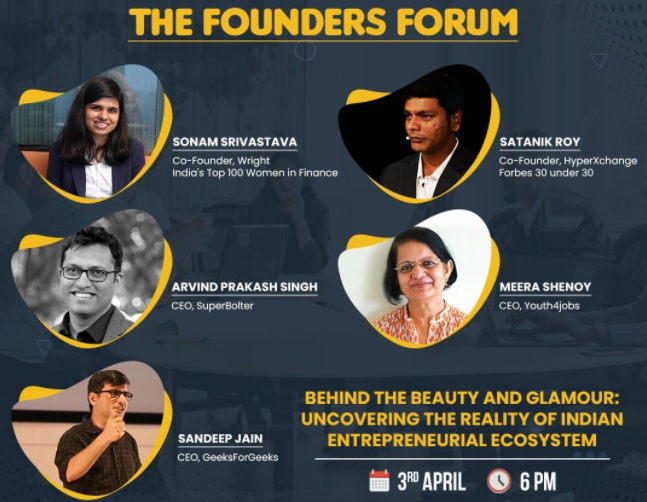 THE FOUNDERS FORUM
SONAM SRIVASTAVA
Co-Founder, Wright
India's Top 100 Women in Finance
SATANIK ROY
Co-Founder, HyperXchange
Forbes 30 under 30
ARVIND PRAKASH SINGH
CEO, SuperBolter
MEERA SHENOY
CEO, Youth4jobs
SANDEEP JAIN
CEO, GeeksForGeeks
BEHIND THE BEAUTY AND GLAMOUR:
UNCOVERING THE REALITY OF INDIAN
ENTREPRENEURIAL ECOSYSTEM
3RD APRIL 6 PM